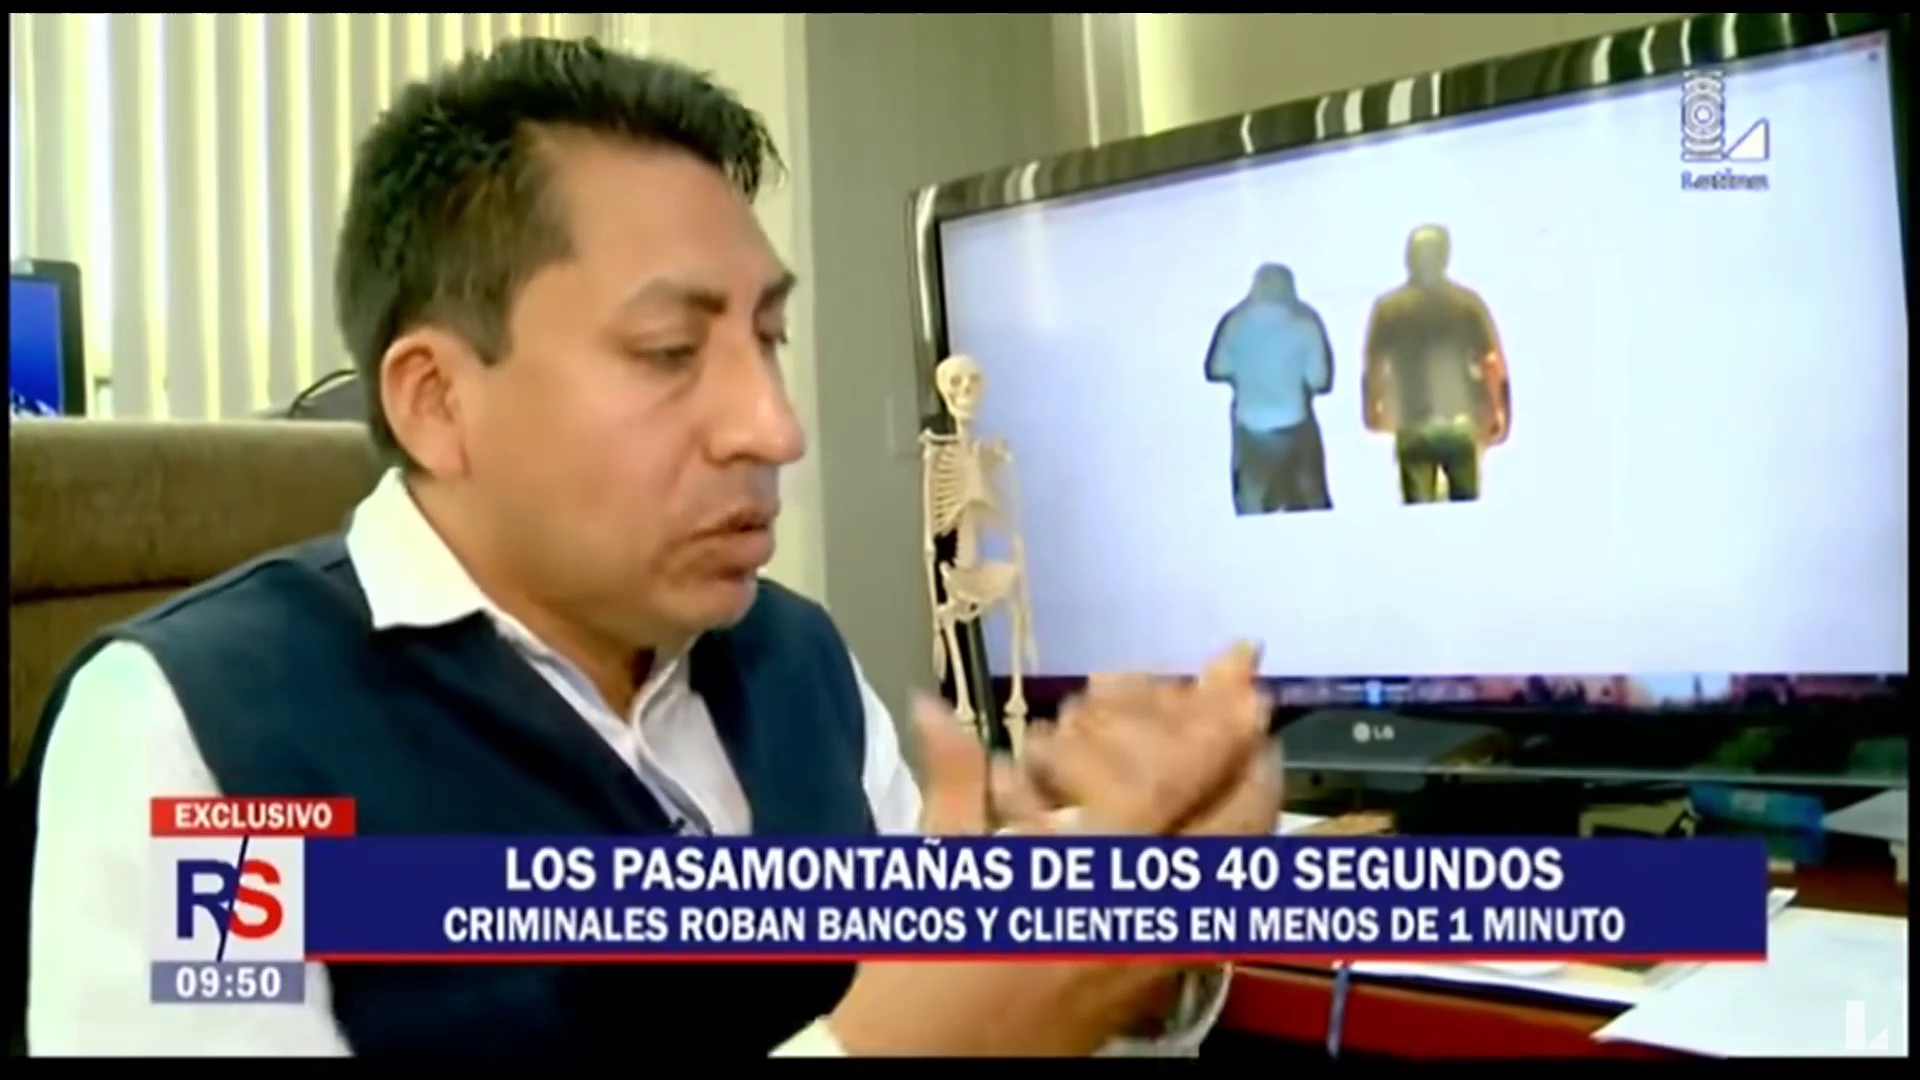 Latina
LG
EXCLUSIVO
RS
LOS PASAMONTAÑAS DE LOS 40 SEGUNDOS
CRIMINALES ROBAN BANCOS Y CLIENTES EN MENOS DE 1 MINUTO
09:50